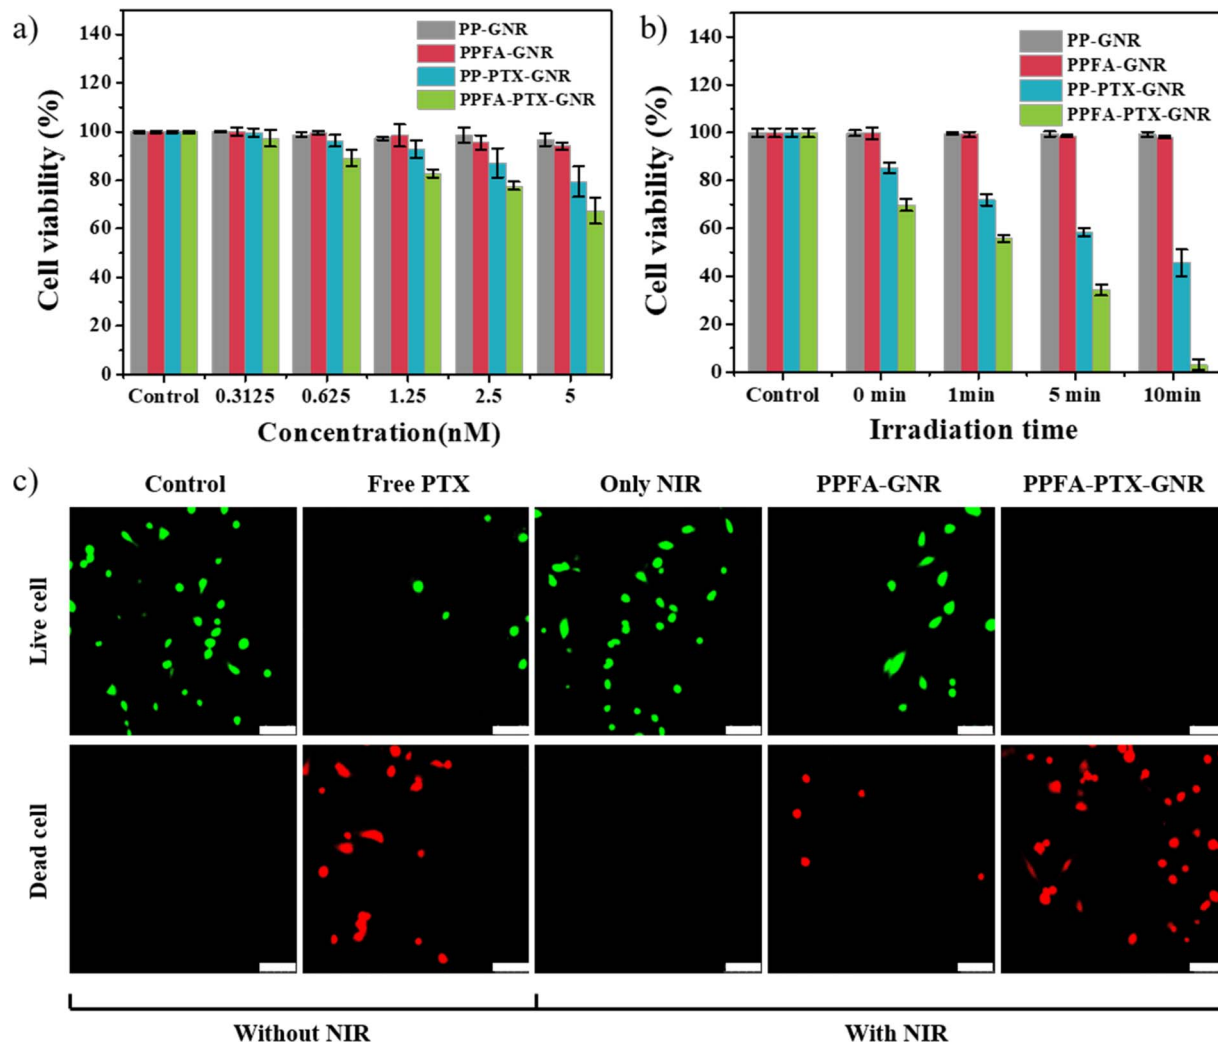 a)
140
120
100
80
60
40
20
0
Cell viability (%)
PP-GNR
PPFA-GNR
PP-PTX-GNR
PPFA-PTX-GNR
Control 0.3125 0.625 1.25 2.5 5
Concentration(nM)
b)
140
120
100
80
60
40
20
0
Cell viability (%)
PP-GNR
PPFA-GNR
PP-PTX-GNR
PPFA-PTX-GNR
Control 0 min 1min 5 min 10min
Irradiation time
c)
Control Free PTX Only NIR PPFA-GNR PPFA-PTX-GNR
Live cell
Dead cell
Without NIR With NIR